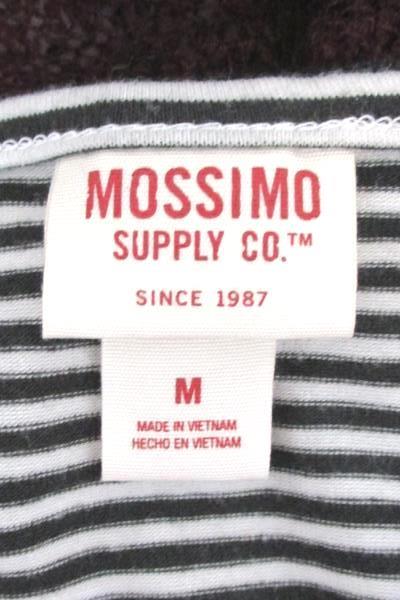 MOSSIMO
SUPPLY CO.™
SINCE 1987
M
MADE IN VIETNAM
HECHO EN VIETNAM